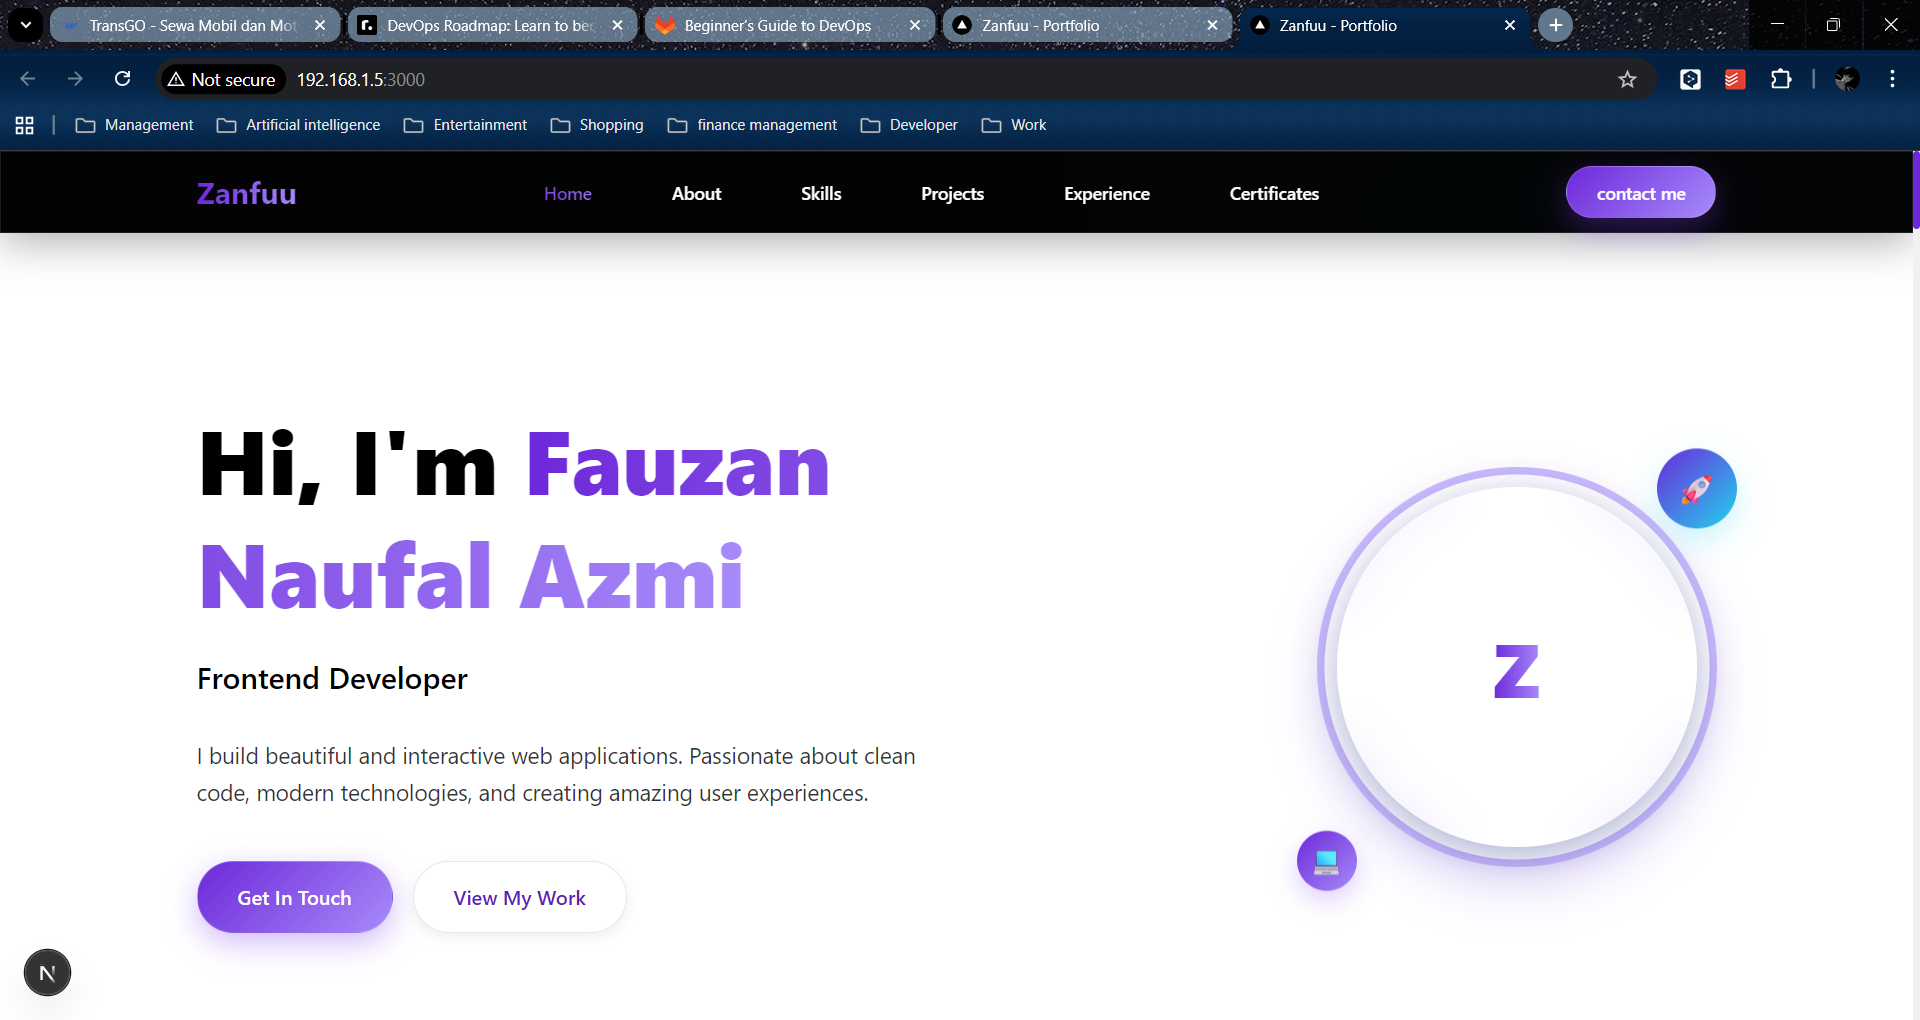 TransGO - Sewa Mobil dan Mot
DevOps Roadmap: Learn to bec
Beginner's Guide to DevOps
Zanfuu - Portfolio
Zanfuu - Portfolio
Not secure
192.168.1.5:3000
Management
Artificial intelligence
Entertainment
Shopping
finance management
Developer
Work
Zanfuu
Home
About
Skills
Projects
Experience
Certificates
contact me
Hi, I'm Fauzan
Naufal Azmi
Frontend Developer
I build beautiful and interactive web applications. Passionate about clean
code, modern technologies, and creating amazing user experiences.
Get In Touch
View My Work
Z
N